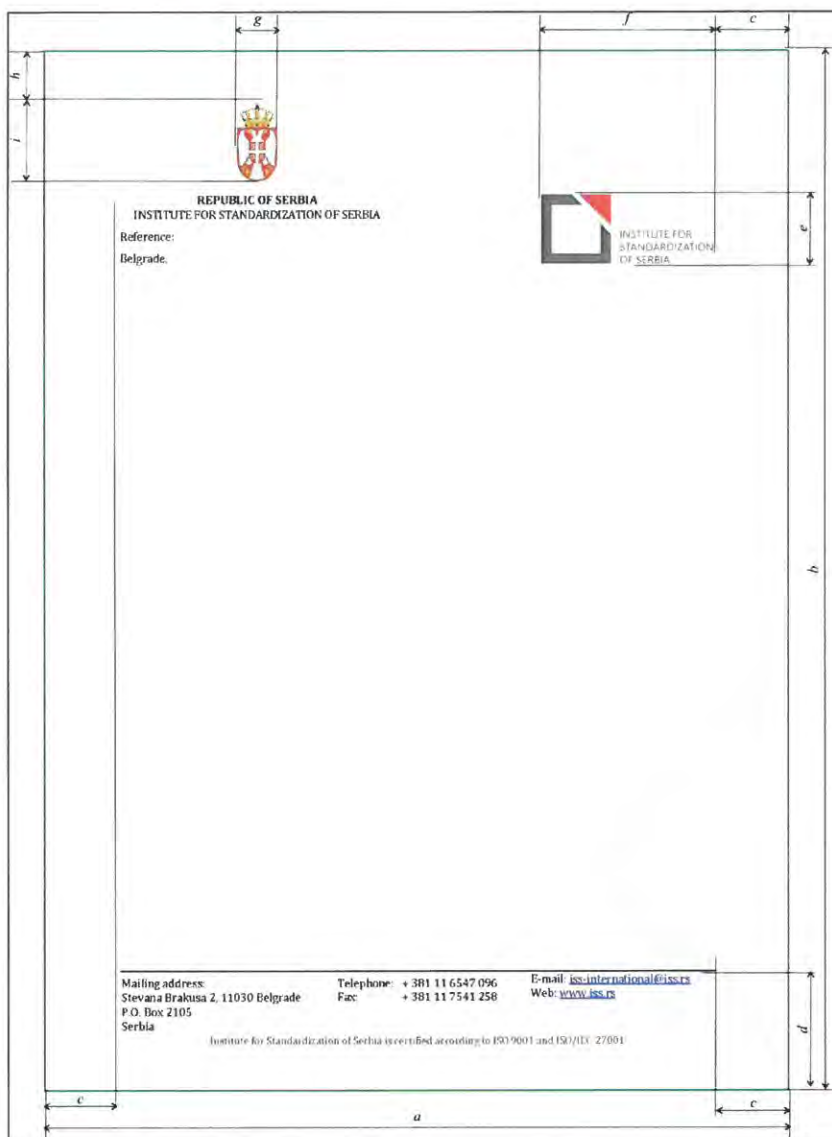 g
f
c
h
i
REPUBLIC OF SERBIA
INSTITUTE FOR STANDARDIZATION OF SERBIA
Reference:
Belgrade,
INSTITUTE FOR
STANDARDIZATION
OF SERBIA
e
b
Mailing address:
Stevana Brakusa 2, 11030 Belgrade
P.O. Box 2105
Serbia
Telephone: + 381 11 6547 096
Fax: + 381 11 7541 258
E-mail: iss-international@iss.rs
Web: www.iss.rs
Institute for Standardization of Serbia is certified according to ISO 9001 and ISO/IEC 27001
d
c
c
a